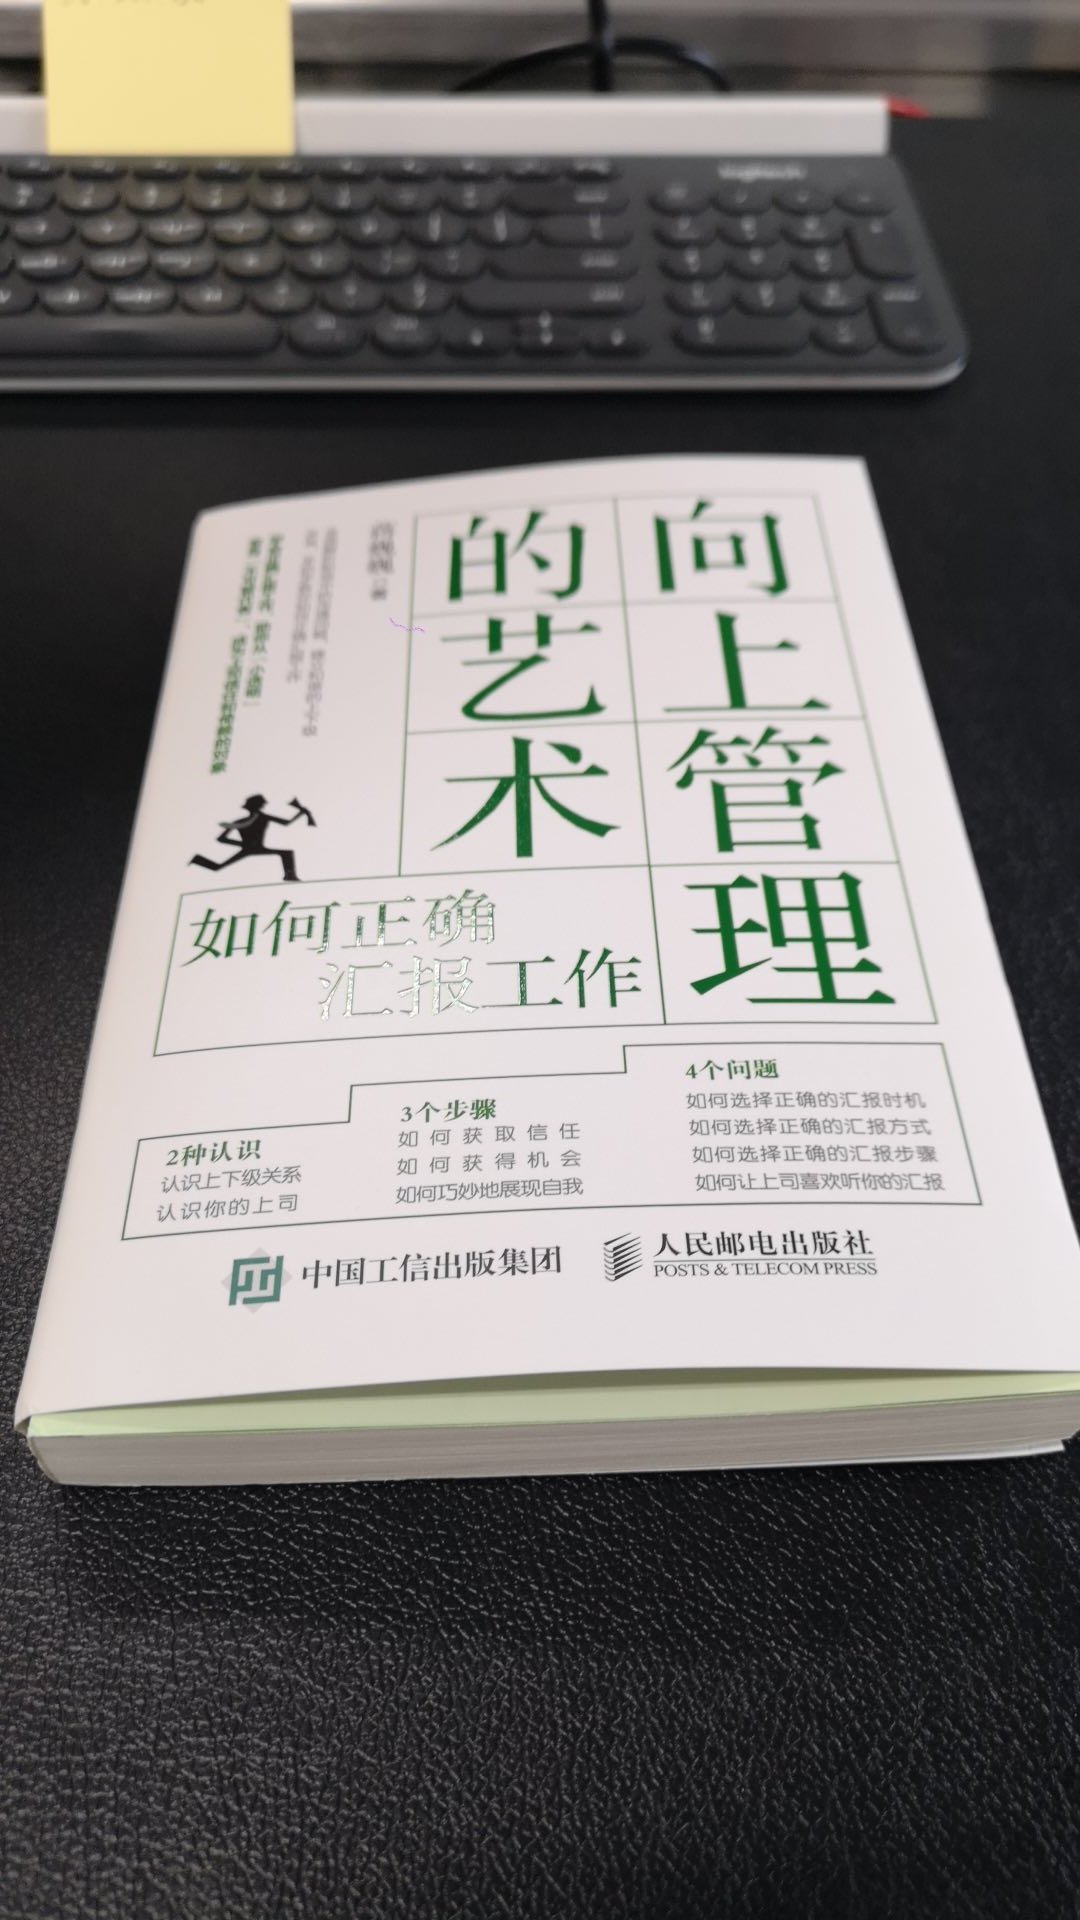 向上管理
的艺术
蒋巍巍 著
如何正确
汇报工作
2种认识
认识上下级关系
认识你的上司
3个步骤
如何获取信任
如何获得机会
如何巧妙地展现自我
4个问题
如何选择正确的汇报时机
如何选择正确的汇报方式
如何选择正确的汇报步骤
如何让上司喜欢听你的汇报
中国工信出版集团
人民邮电出版社
POSTS & TELECOM PRESS